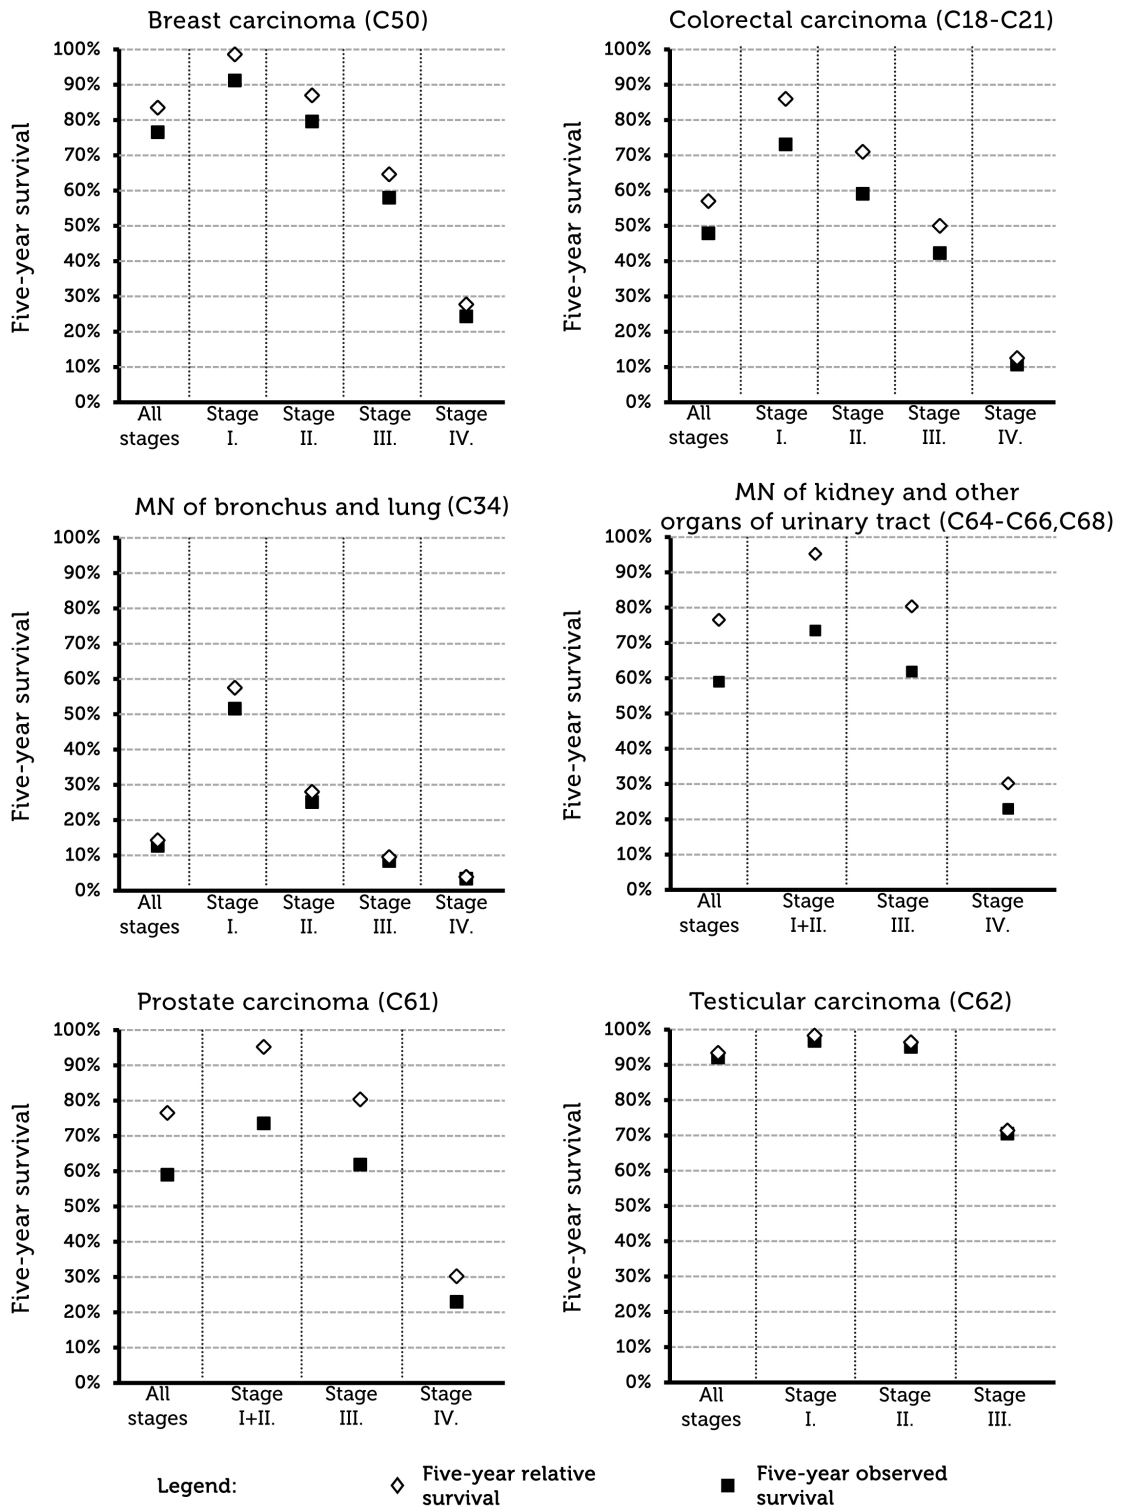 Breast carcinoma (C50)
Five-year survival
100%
90%
80%
70%
60%
50%
40%
30%
20%
10%
0%
All stages
Stage I.
Stage II.
Stage III.
Stage IV.
Colorectal carcinoma (C18-C21)
Five-year survival
100%
90%
80%
70%
60%
50%
40%
30%
20%
10%
0%
All stages
Stage I.
Stage II.
Stage III.
Stage IV.
MN of bronchus and lung (C34)
Five-year survival
100%
90%
80%
70%
60%
50%
40%
30%
20%
10%
0%
All stages
Stage I.
Stage II.
Stage III.
Stage IV.
MN of kidney and other
organs of urinary tract (C64-C66,C68)
Five-year survival
100%
90%
80%
70%
60%
50%
40%
30%
20%
10%
0%
All stages
Stage I+II.
Stage III.
Stage IV.
Prostate carcinoma (C61)
Five-year survival
100%
90%
80%
70%
60%
50%
40%
30%
20%
10%
0%
All stages
Stage I+II.
Stage III.
Stage IV.
Testicular carcinoma (C62)
Five-year survival
100%
90%
80%
70%
60%
50%
40%
30%
20%
10%
0%
All stages
Stage I.
Stage II.
Stage III.
Legend:
Five-year relative
survival
Five-year observed
survival